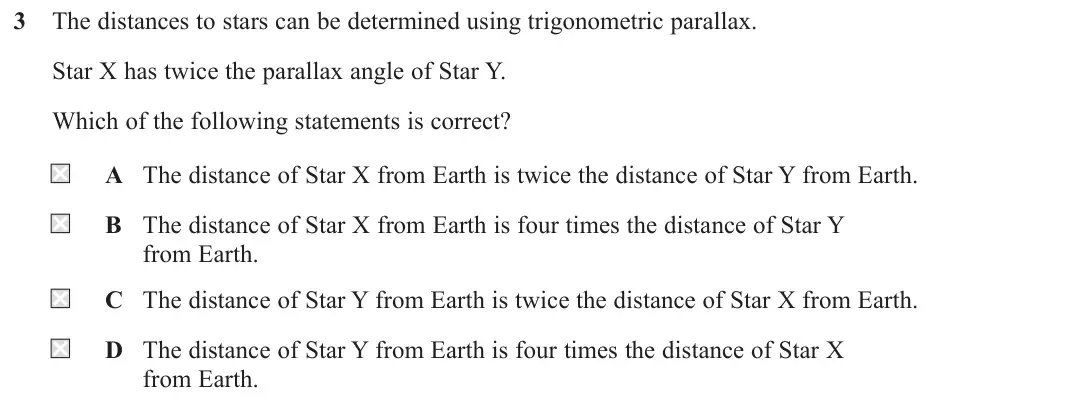 3 The distances to stars can be determined using trigonometric parallax.
Star X has twice the parallax angle of Star Y.
Which of the following statements is correct?
A The distance of Star X from Earth is twice the distance of Star Y from Earth.
B The distance of Star X from Earth is four times the distance of Star Y
from Earth.
C The distance of Star Y from Earth is twice the distance of Star X from Earth.
D The distance of Star Y from Earth is four times the distance of Star X
from Earth.